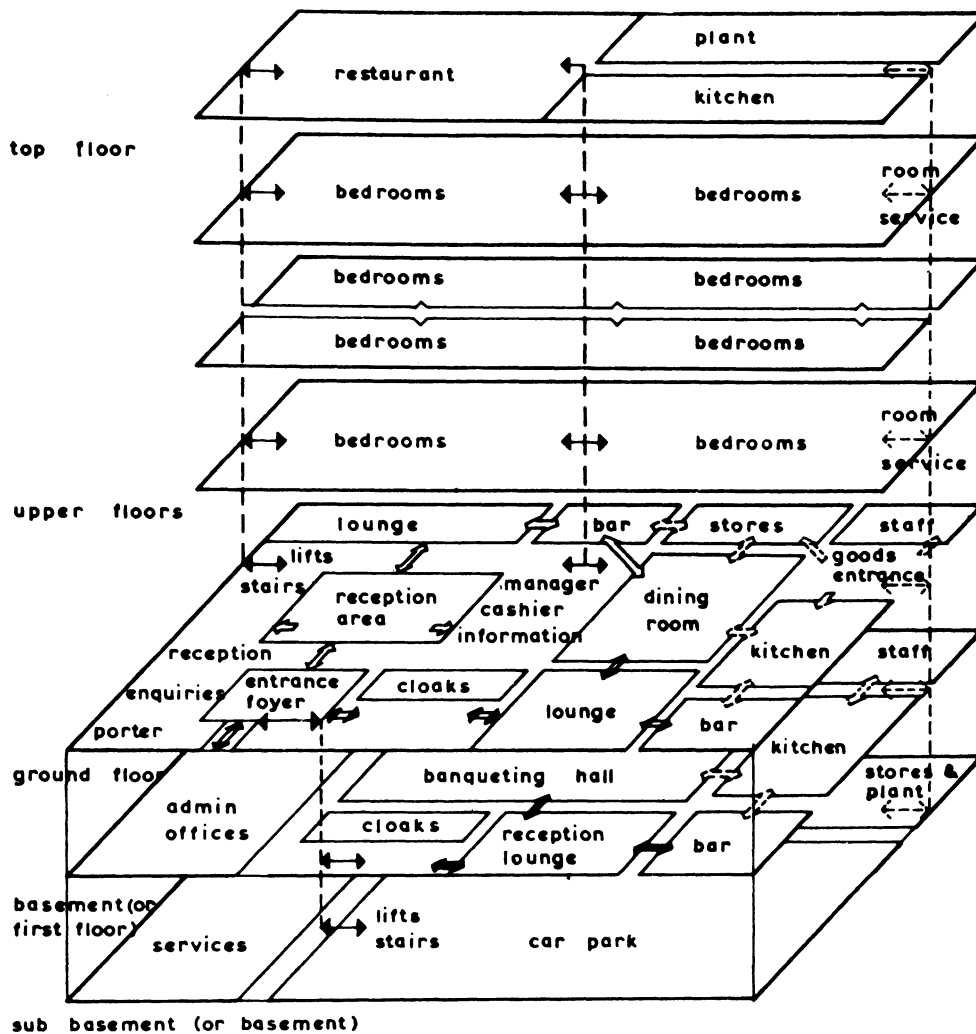 plant
restaurant
kitchen
top floor
room
bedrooms bedrooms
service
bedrooms bedrooms
bedrooms bedrooms
room
bedrooms bedrooms
service
upper floors
lounge bar stores staff
lifts goods
stairs manager entrance
reception cashier dining
area information room
reception kitchen staff
enquiries entrance cloaks
foyer lounge
porter bar
kitchen
ground floor banqueting hall stores &
admin plant
offices cloaks reception bar
lounge
basement (or lifts
first floor) services stairs car park
sub basement (or basement)